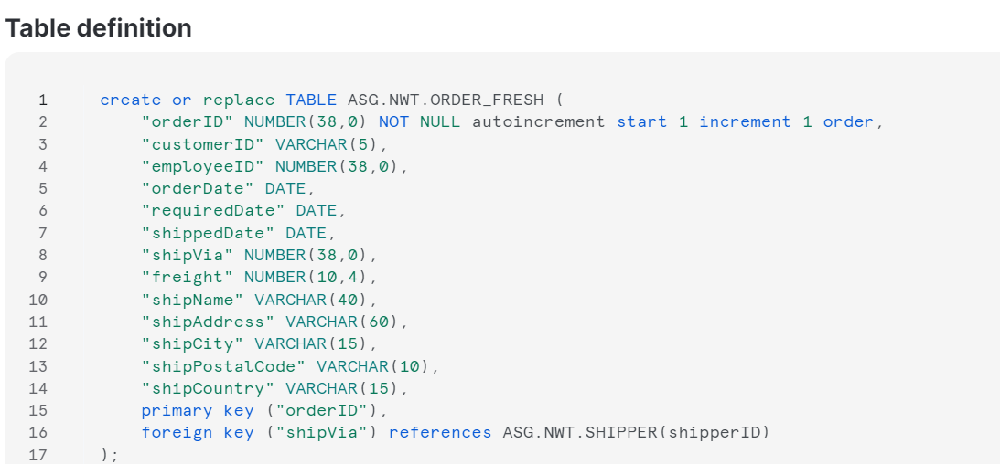 Table definition
1 create or replace TABLE ASG.NWT.ORDER_FRESH (
2 "orderID" NUMBER(38,0) NOT NULL autoincrement start 1 increment 1 order,
3 "customerID" VARCHAR(5),
4 "employeeID" NUMBER(38,0),
5 "orderDate" DATE,
6 "requiredDate" DATE,
7 "shippedDate" DATE,
8 "shipVia" NUMBER(38,0),
9 "freight" NUMBER(10,4),
10 "shipName" VARCHAR(40),
11 "shipAddress" VARCHAR(60),
12 "shipCity" VARCHAR(15),
13 "shipPostalCode" VARCHAR(10),
14 "shipCountry" VARCHAR(15),
15 primary key ("orderID"),
16 foreign key ("shipVia") references ASG.NWT.SHIPPER(shipperID)
17 );